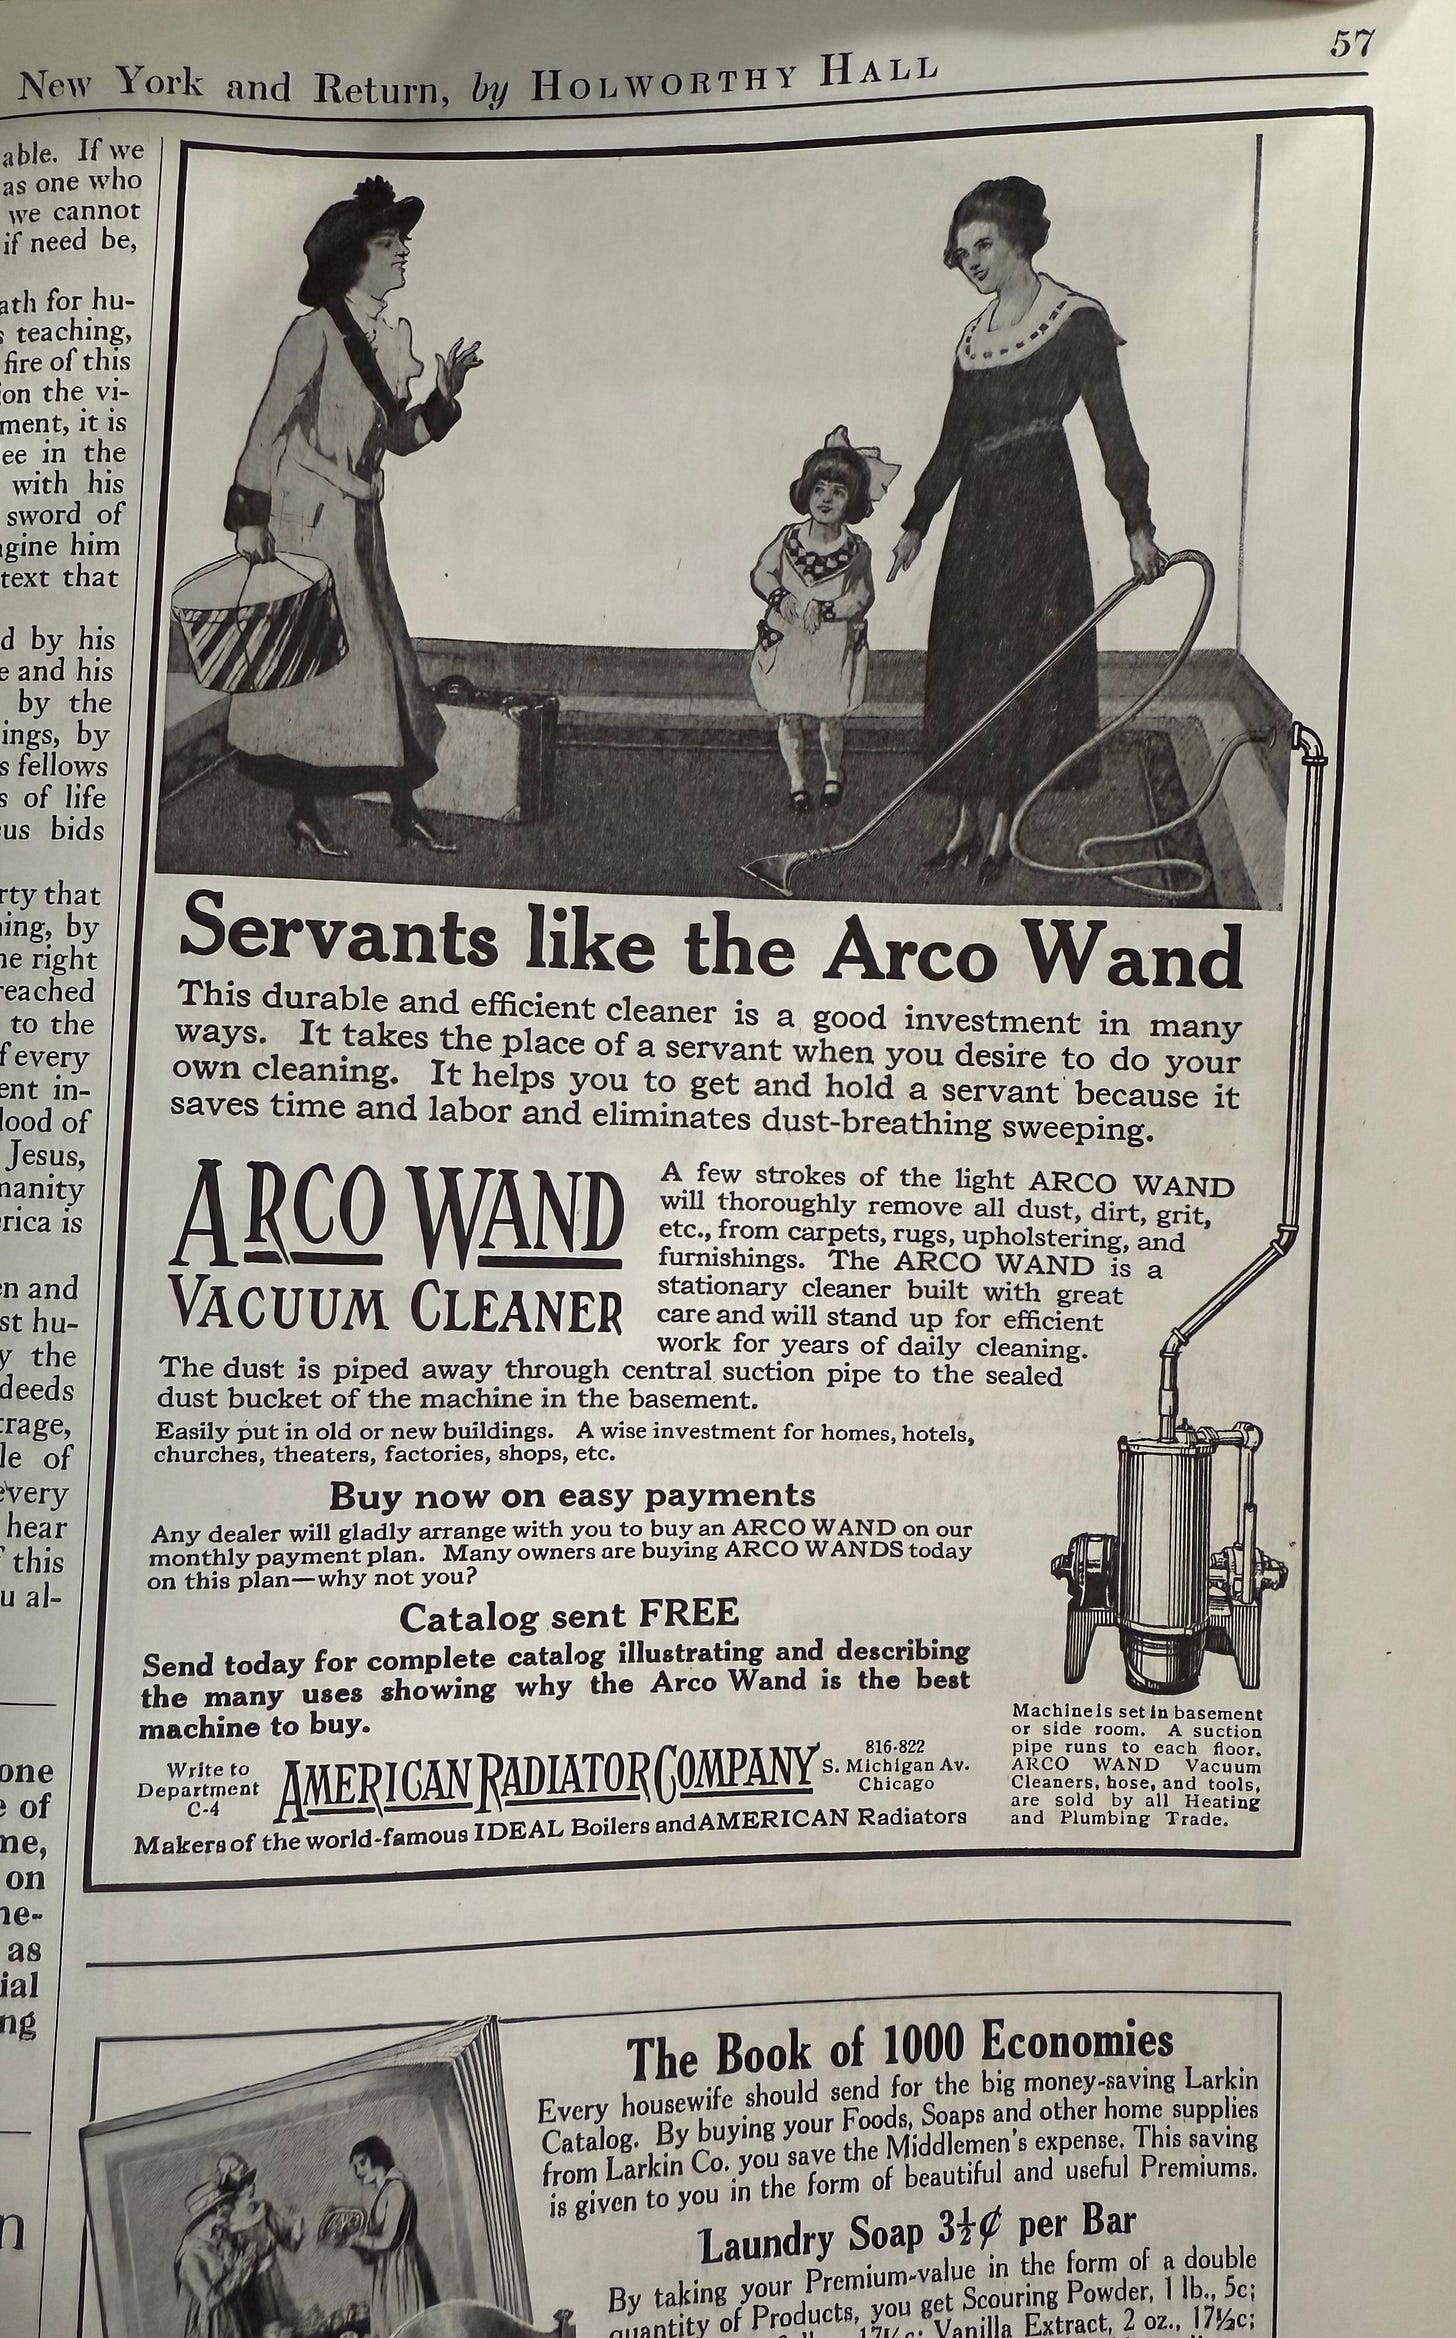 New York and Return, by HOLWORTHY HALL
57
able. If we
as one who
we cannot
if need be,
ath for hu-
teaching,
fire of this
ion the vi-
ment, it is
ee in the
with his
sword of
agine him
text that
d by his
e and his
by the
ings, by
s fellows
s of life
us bids
rty that
ning, by
ne right
reached
to the
f every
ent in-
lood of
Jesus,
manity
erica is
en and
st hu-
y the
deeds
rage,
le of
every
hear
this
u al-
one
e of
me,
on
ne-
as
ial
ng
n
Servants like the Arco Wand
This durable and efficient cleaner is a good investment in many
ways. It takes the place of a servant when you desire to do your
own cleaning. It helps you to get and hold a servant because it
saves time and labor and eliminates dust-breathing sweeping.
ARCO WAND
VACUUM CLEANER
A few strokes of the light ARCO WAND
will thoroughly remove all dust, dirt, grit,
etc., from carpets, rugs, upholstering, and
furnishings. The ARCO WAND is a
stationary cleaner built with great
care and will stand up for efficient
work for years of daily cleaning.
The dust is piped away through central suction pipe to the sealed
dust bucket of the machine in the basement.
Easily put in old or new buildings. A wise investment for homes, hotels,
churches, theaters, factories, shops, etc.
Buy now on easy payments
Any dealer will gladly arrange with you to buy an ARCO WAND on our
monthly payment plan. Many owners are buying ARCO WANDS today
on this plan—why not you?
Catalog sent FREE
Send today for complete catalog illustrating and describing
the many uses showing why the Arco Wand is the best
machine to buy.
Write to
Department
C-4
AMERICAN RADIATOR COMPANY
816-822
S. Michigan Av.
Chicago
Makers of the world-famous IDEAL Boilers and AMERICAN Radiators
Machine is set in basement
or side room. A suction
pipe runs to each floor.
ARCO WAND Vacuum
Cleaners, hose, and tools,
are sold by all Heating
and Plumbing Trade.
The Book of 1000 Economies
Every housewife should send for the big money-saving Larkin
Catalog. By buying your Foods, Soaps and other home supplies
from Larkin Co. you save the Middlemen's expense. This saving
is given to you in the form of beautiful and useful Premiums.
Laundry Soap 3½¢ per Bar
By taking your Premium-value in the form of a double
quantity of Products, you get Scouring Powder, 1 lb., 5c;
Vanilla Extract, 2 oz., 17½c;